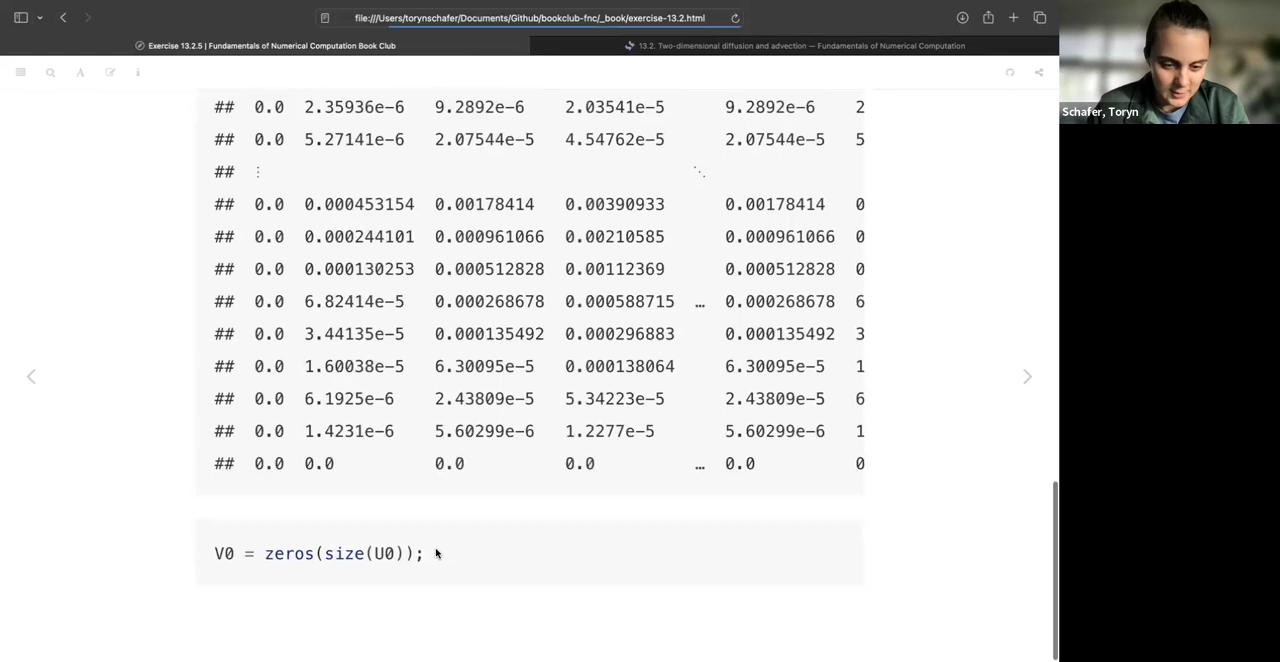 file:///Users/torynschafer/Documents/Github/bookclub-fnc/_book/exercise-13.2.html
Exercise 13.2.5 | Fundamentals of Numerical Computation Book Club
13.2. Two-dimensional diffusion and advection — Fundamentals of Numerical Computation
Schafer, Toryn
## 0.0 2.35936e-6 9.2892e-6 2.03541e-5 9.2892e-6 2
## 0.0 5.27141e-6 2.07544e-5 4.54762e-5 2.07544e-5 5
## ⋮ ⋱
## 0.0 0.000453154 0.00178414 0.00390933 0.00178414 0
## 0.0 0.000244101 0.000961066 0.00210585 0.000961066 0
## 0.0 0.000130253 0.000512828 0.00112369 0.000512828 0
## 0.0 6.82414e-5 0.000268678 0.000588715 … 0.000268678 6
## 0.0 3.44135e-5 0.000135492 0.000296883 0.000135492 3
## 0.0 1.60038e-5 6.30095e-5 0.000138064 6.30095e-5 1
## 0.0 6.1925e-6 2.43809e-5 5.34223e-5 2.43809e-5 6
## 0.0 1.4231e-6 5.60299e-6 1.2277e-5 5.60299e-6 1
## 0.0 0.0 0.0 0.0 … 0.0 0
V0 = zeros(size(U0));